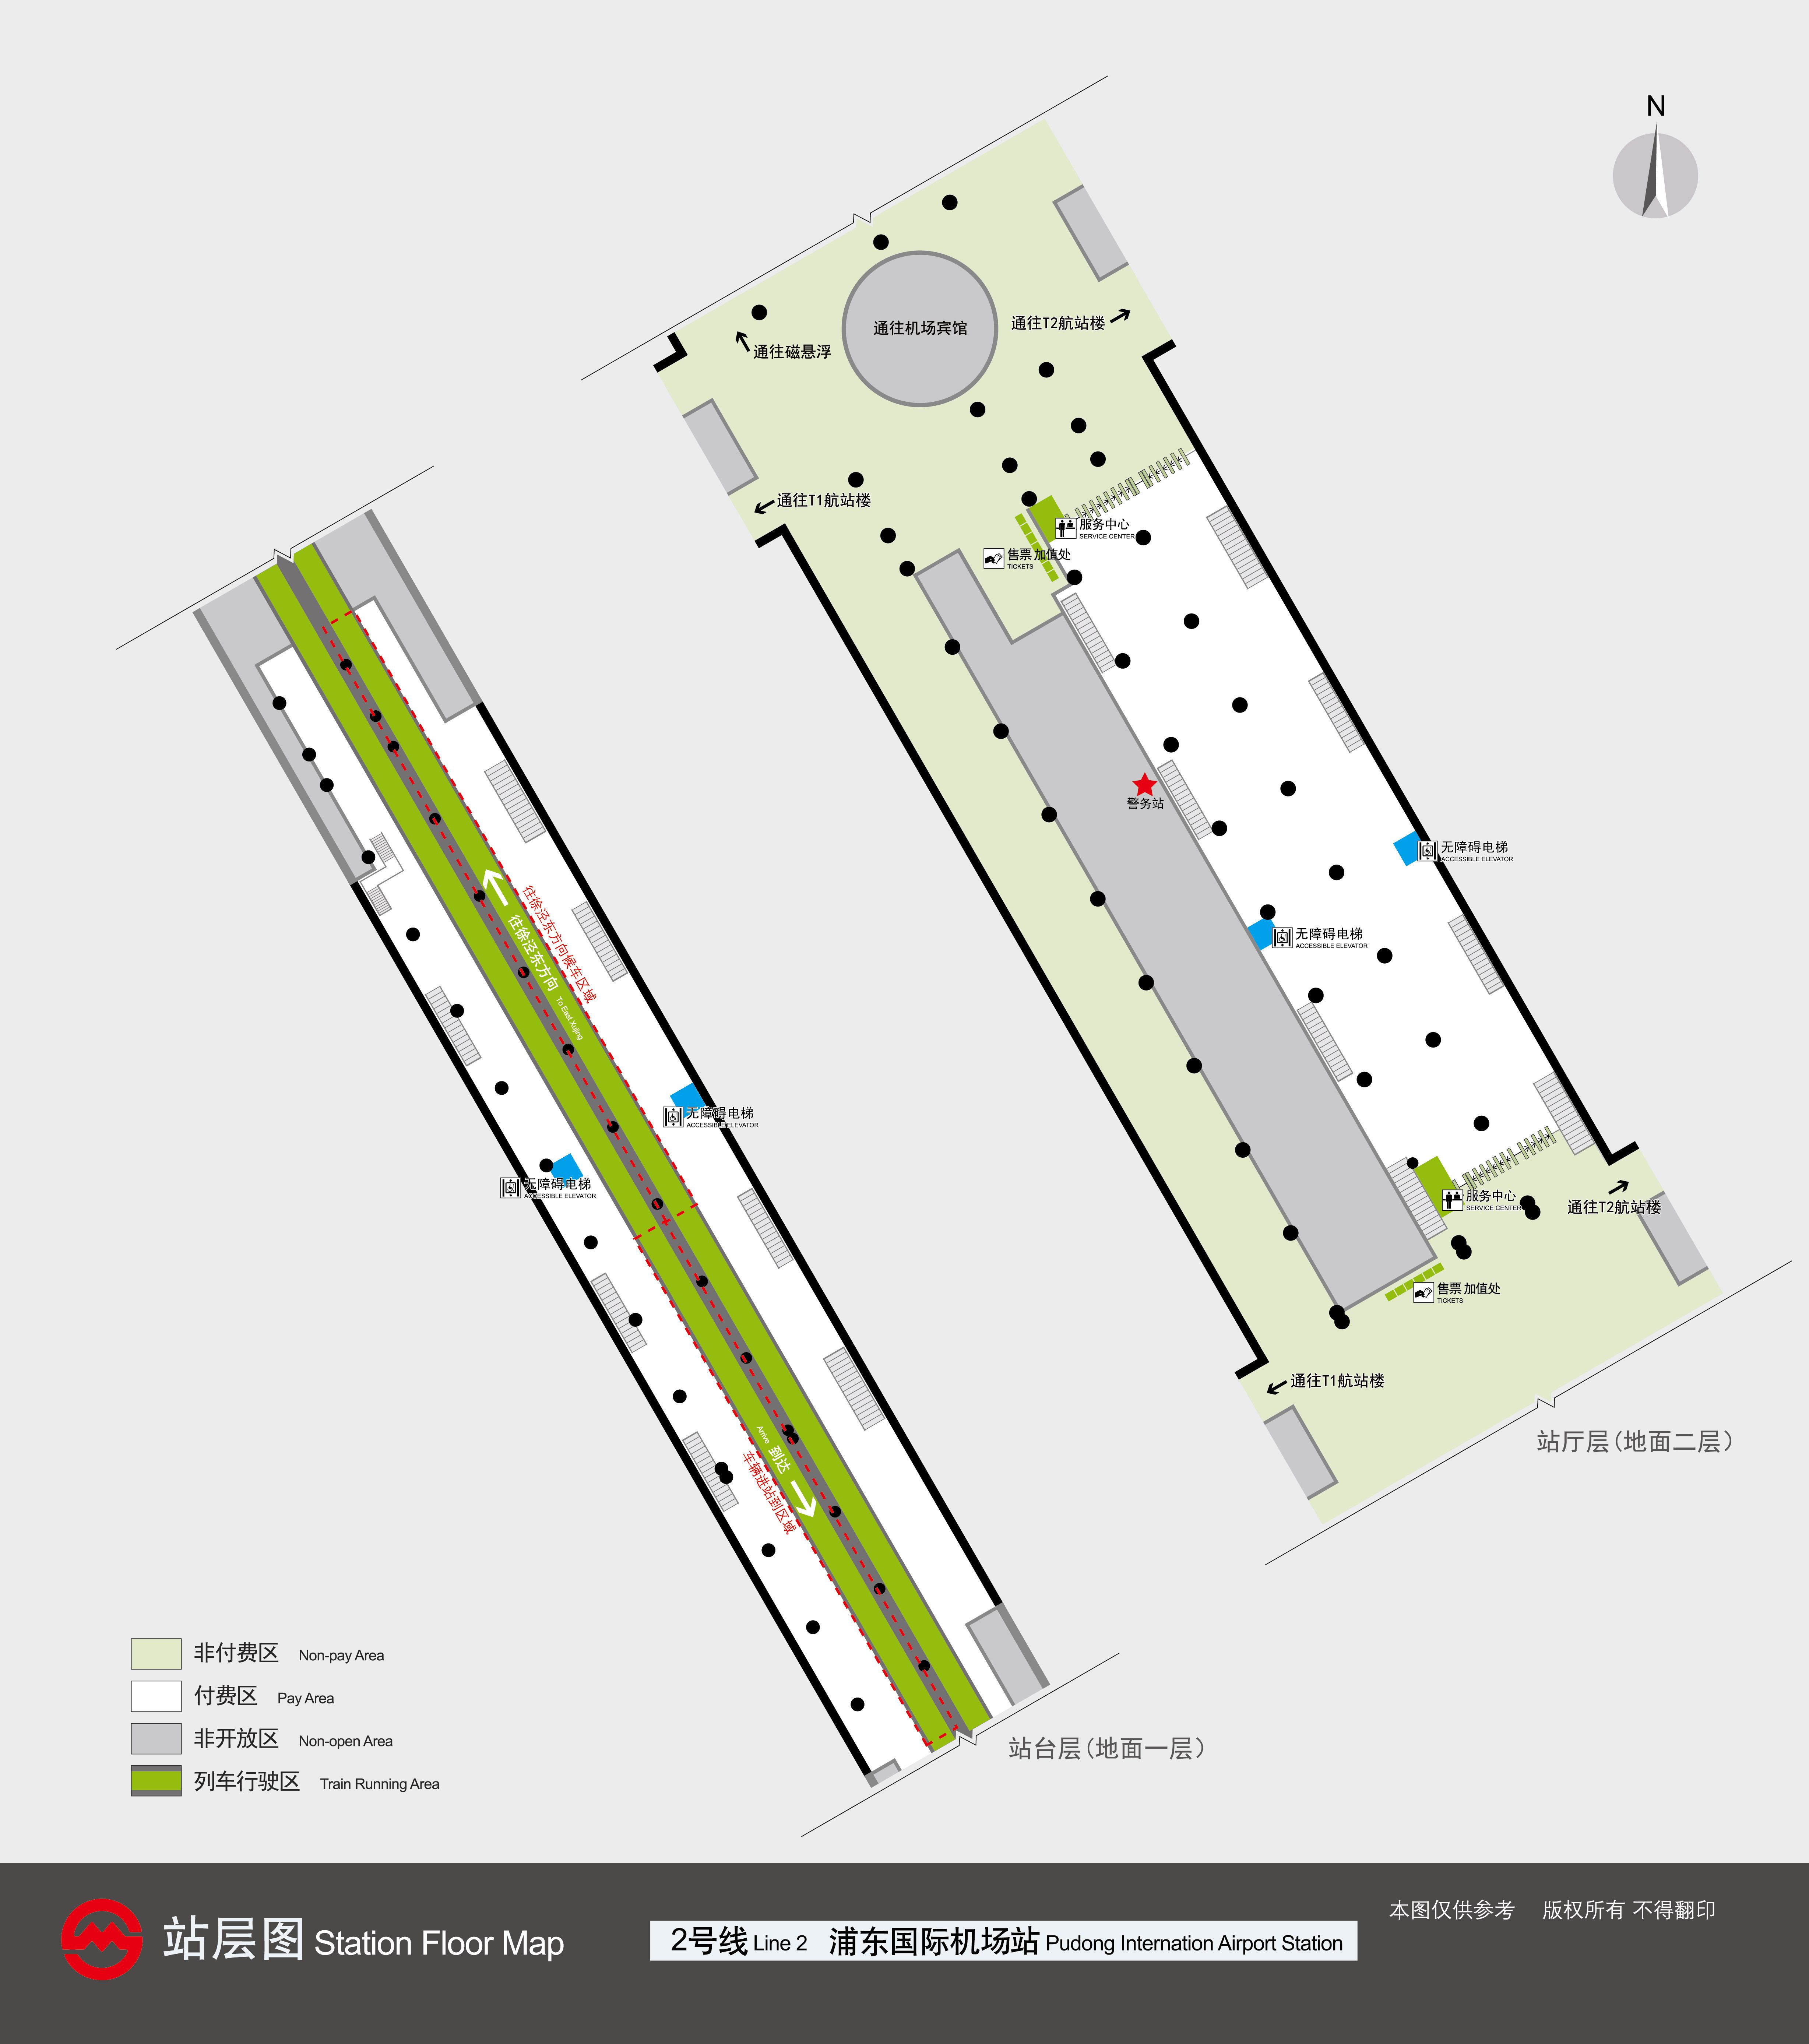 N
通往机场宾馆
通往T2航站楼
通往磁悬浮
通往T1航站楼
服务中心
SERVICE CENTER
售票 加值处
TICKETS
警务站
无障碍电梯
ACCESSIBLE ELEVATOR
无障碍电梯
ACCESSIBLE ELEVATOR
服务中心
SERVICE CENTER
通往T2航站楼
售票 加值处
TICKETS
通往T1航站楼
站厅层(地面二层)
往徐泾东方向候车区域
往徐泾东方向 To East Xujing
无障碍电梯
ACCESSIBLE ELEVATOR
无障碍电梯
ACCESSIBLE ELEVATOR
Arrive 到达
车辆进站到区域
站台层(地面一层)
非付费区 Non-pay Area
付费区 Pay Area
非开放区 Non-open Area
列车行驶区 Train Running Area
站层图 Station Floor Map
2号线 Line 2 浦东国际机场站 Pudong Internation Airport Station
本图仅供参考 版权所有 不得翻印